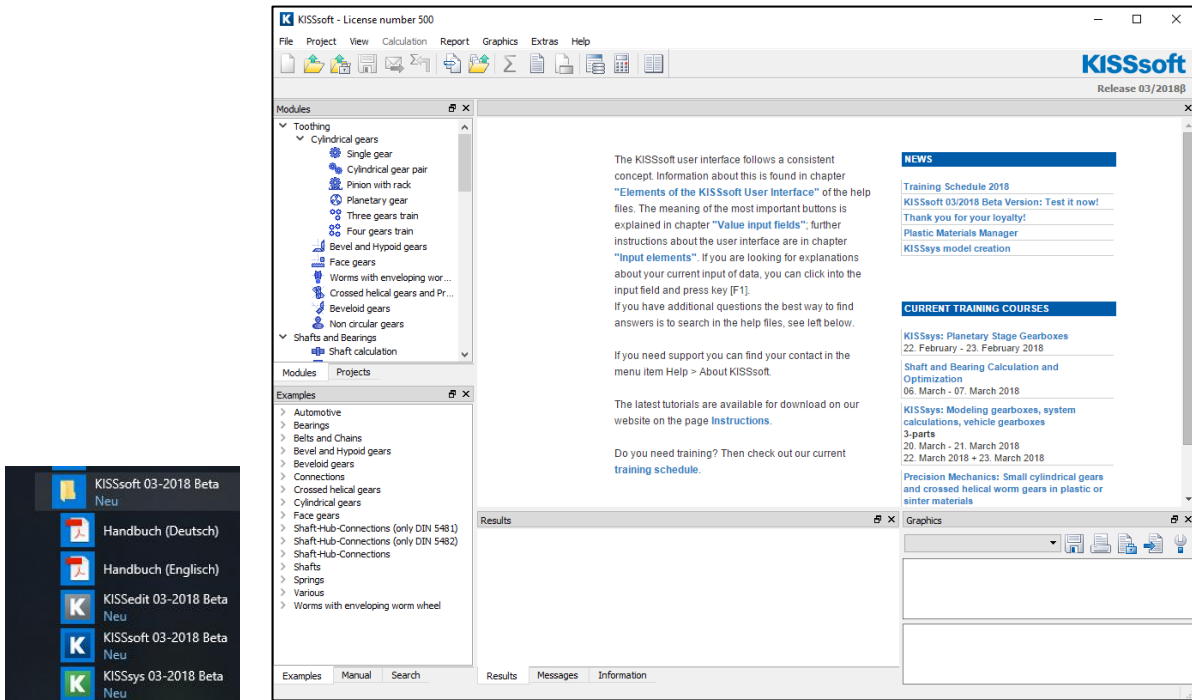 KISSsoft 03-2018 Beta
Neu
Handbuch (Deutsch)
Handbuch (Englisch)
KISSedit 03-2018 Beta
Neu
KISSsoft 03-2018 Beta
Neu
KISSsys 03-2018 Beta
Neu
KISSsoft - License number 500
File Project View Calculation Report Graphics Extras Help
KISSsoft
Release 03/2018β
Modules
Toothing
Cylindrical gears
Single gear
Cylindrical gear pair
Pinion with rack
Planetary gear
Three gears train
Four gears train
Bevel and Hypoid gears
Face gears
Worms with enveloping wor...
Crossed helical gears and Pr...
Beveloid gears
Non circular gears
Shafts and Bearings
Shaft calculation
Modules Projects
Examples
Automotive
Bearings
Belts and Chains
Bevel and Hypoid gears
Beveloid gears
Connections
Crossed helical gears
Cylindrical gears
Face gears
Shaft-Hub-Connections (only DIN 5481)
Shaft-Hub-Connections (only DIN 5482)
Shaft-Hub-Connections
Shafts
Springs
Various
Worms with enveloping worm wheel
Examples Manual Search
The KISSsoft user interface follows a consistent
concept. Information about this is found in chapter
"Elements of the KISSsoft User Interface" of the help
files. The meaning of the most important buttons is
explained in chapter "Value input fields"; further
instructions about the user interface are in chapter
"Input elements". If you are looking for explanations
about your current input of data, you can click into the
input field and press key [F1].
If you have additional questions the best way to find
answers is to search in the help files, see left below.
If you need support you can find your contact in the
menu item Help > About KISSsoft.
The latest tutorials are available for download on our
website on the page Instructions.
Do you need training? Then check out our current
training schedule.
NEWS
Training Schedule 2018
KISSsoft 03/2018 Beta Version: Test it now!
Thank you for your loyalty!
Plastic Materials Manager
KISSsys model creation
CURRENT TRAINING COURSES
KISSsys: Planetary Stage Gearboxes
22. February - 23. February 2018
Shaft and Bearing Calculation and
Optimization
06. March - 07. March 2018
KISSsys: Modeling gearboxes, system
calculations, vehicle gearboxes
3-parts
20. March - 21. March 2018
22. March 2018 + 23. March 2018
Precision Mechanics: Small cylindrical gears
and crossed helical worm gears in plastic or
sinter materials
Results
Results Messages Information
Graphics